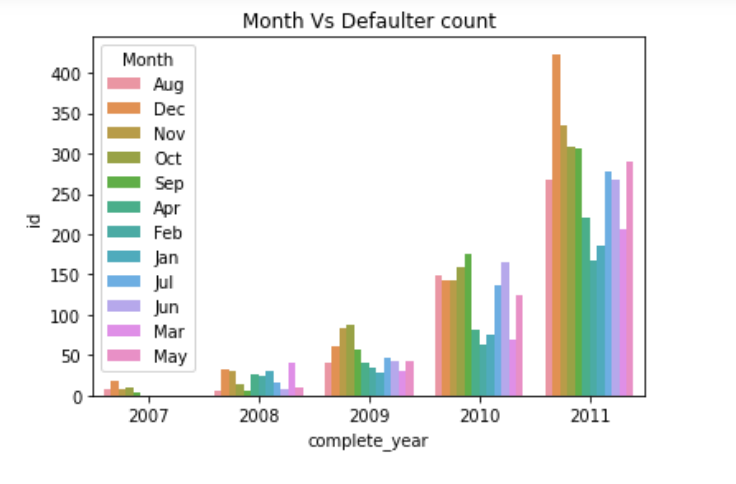 Month Vs Defaulter count
Month
Aug
Dec
Nov
Oct
Sep
Apr
Feb
Jan
Jul
Jun
Mar
May
400
350
300
250
200
150
100
50
0
id
2007 2008 2009 2010 2011
complete_year